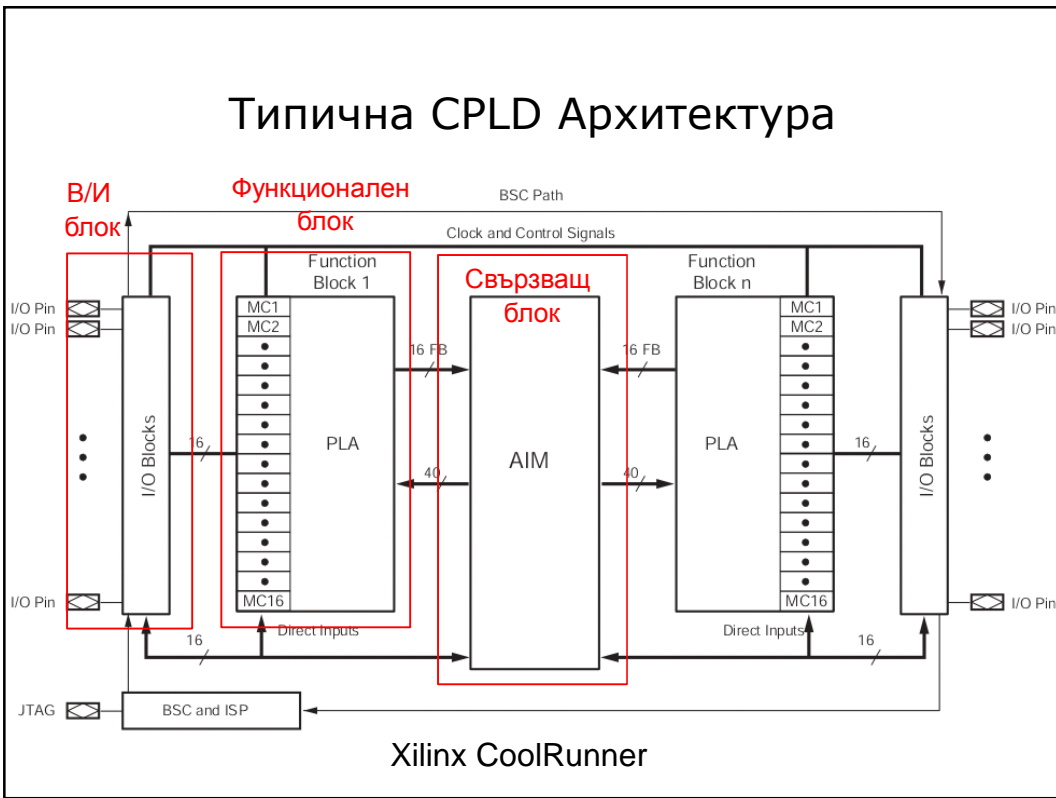 Типична CPLD Архитектура
В/И
блок
Функционален
блок
BSC Path
Clock and Control Signals
Function
Block 1
Свързващ
блок
Function
Block n
I/O Pin
I/O Pin
I/O Pin
I/O Blocks
16
MC1
MC2
MC16
PLA
16 FB
40
AIM
16 FB
40
PLA
MC1
MC2
MC16
16
I/O Blocks
I/O Pin
I/O Pin
I/O Pin
16
Direct Inputs
Direct Inputs
16
JTAG
BSC and ISP
Xilinx CoolRunner